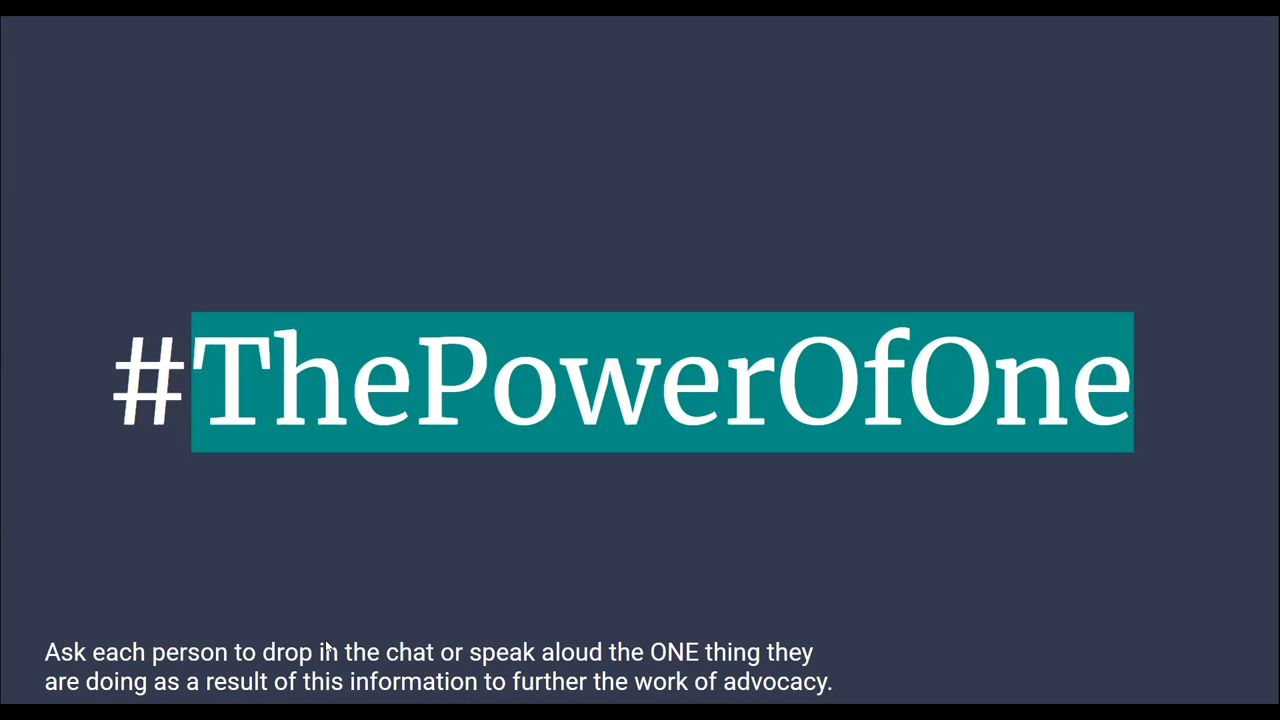 #ThePowerOfOne
Ask each person to drop in the chat or speak aloud the ONE thing they
are doing as a result of this information to further the work of advocacy.